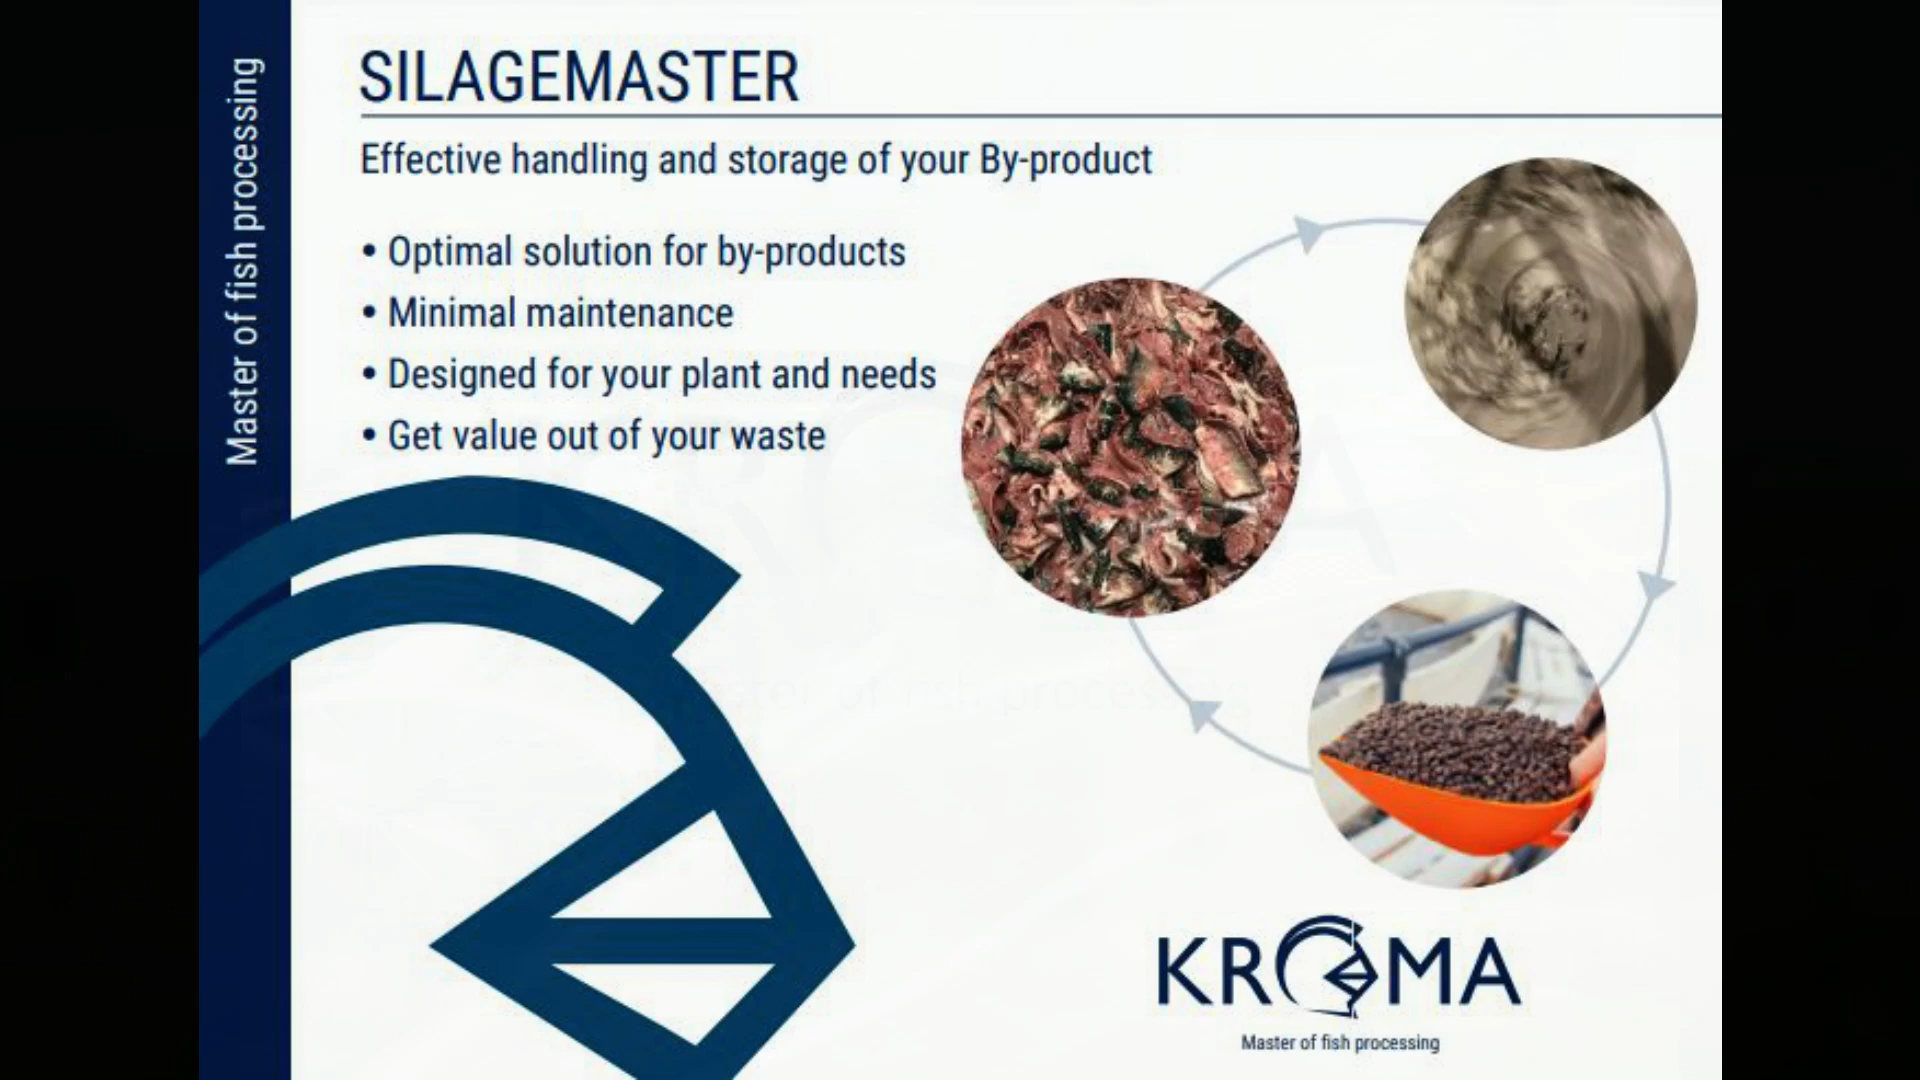 Master of fish processing
SILAGEMASTER
Effective handling and storage of your By-product
• Optimal solution for by-products
• Minimal maintenance
• Designed for your plant and needs
• Get value out of your waste
KROMA
Master of fish processing